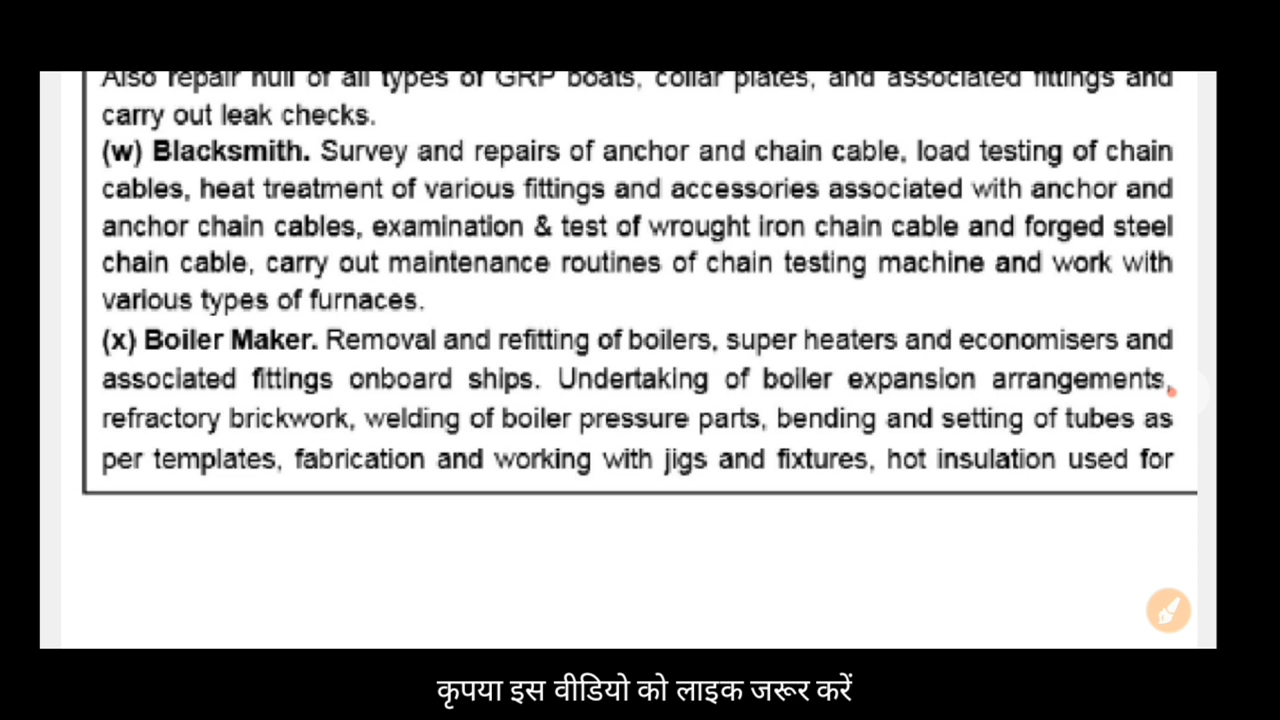 Also repair hull of all types of GRP boats, collar plates, and associated fittings and
carry out leak checks.
(w) Blacksmith. Survey and repairs of anchor and chain cable, load testing of chain
cables, heat treatment of various fittings and accessories associated with anchor and
anchor chain cables, examination & test of wrought iron chain cable and forged steel
chain cable, carry out maintenance routines of chain testing machine and work with
various types of furnaces.
(x) Boiler Maker. Removal and refitting of boilers, super heaters and economisers and
associated fittings onboard ships. Undertaking of boiler expansion arrangements,
refractory brickwork, welding of boiler pressure parts, bending and setting of tubes as
per templates, fabrication and working with jigs and fixtures, hot insulation used for
कृपया इस वीडियो को लाइक जरूर करें